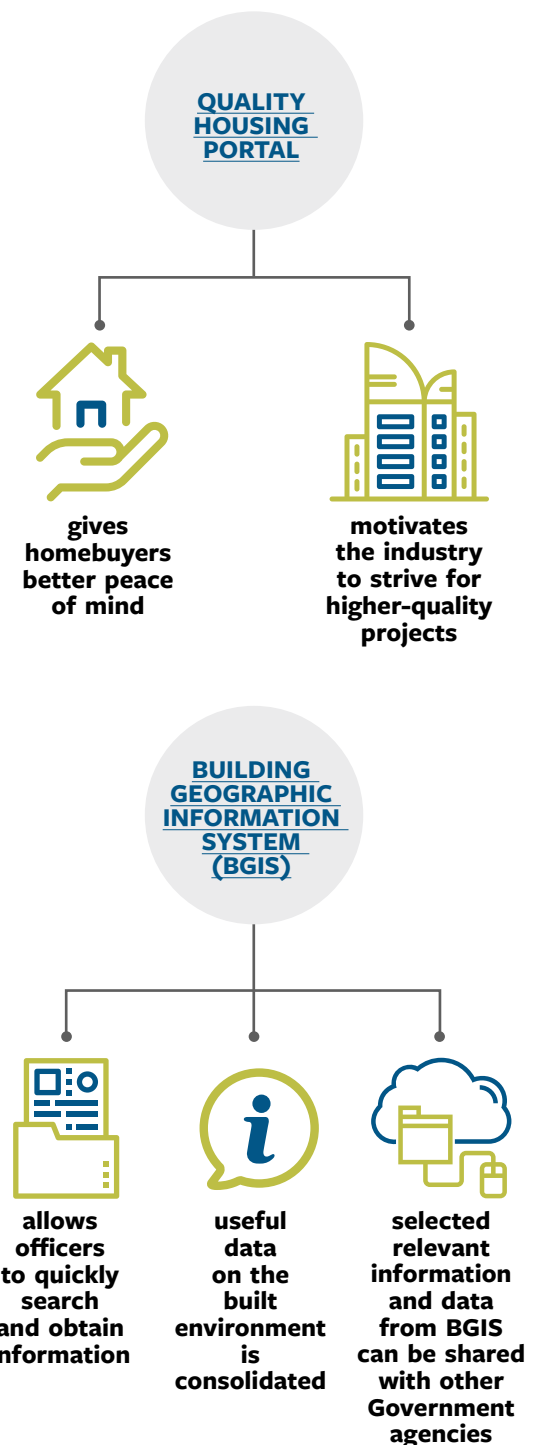 QUALITY
HOUSING
PORTAL
gives
homebuyers
better peace
of mind
motivates
the industry
to strive for
higher-quality
projects
BUILDING
GEOGRAPHIC
INFORMATION
SYSTEM
(BGIS)
allows
officers
to quickly
search
and obtain
information
useful
data
on the
built
environment
is
consolidated
selected
relevant
information
and data
from BGIS
can be shared
with other
Government
agencies